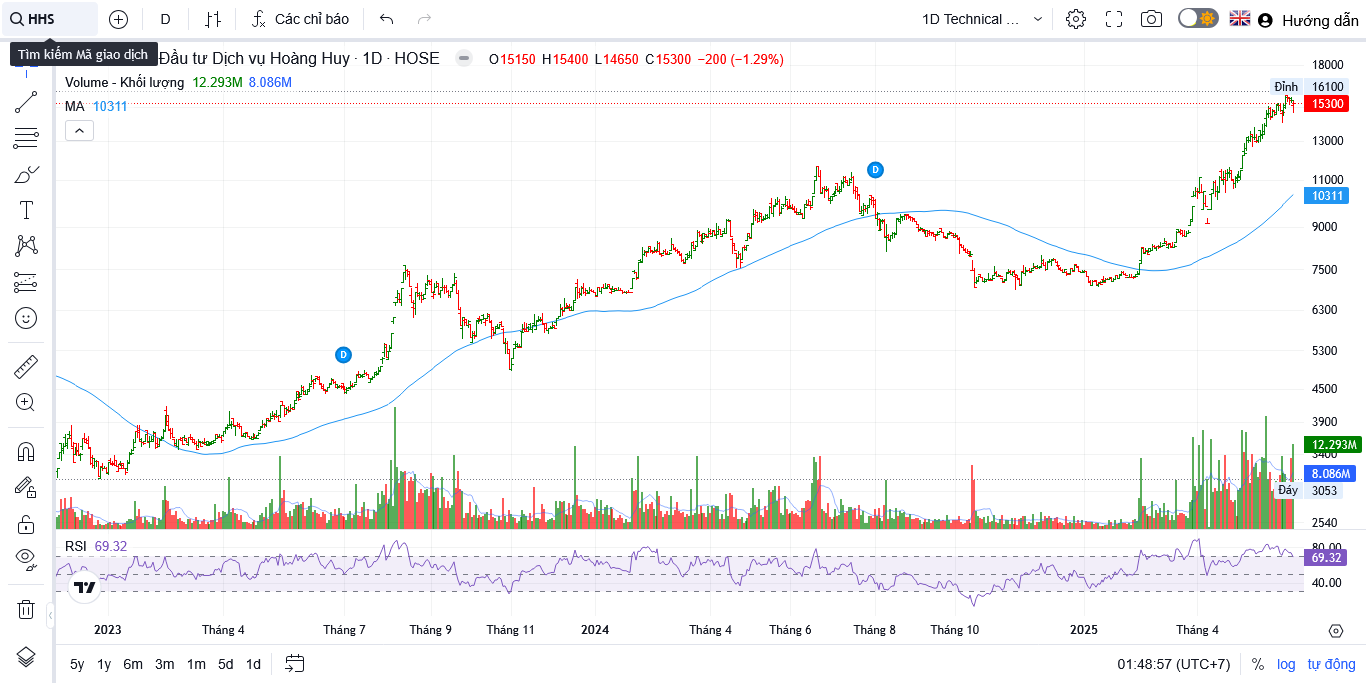 HHS
D
Các chỉ báo
1D Technical ...
Hướng dẫn
Tìm kiếm Mã giao dịch
Đầu tư Dịch vụ Hoàng Huy · 1D · HOSE
O15150 H15400 L14650 C15300 −200 (−1.29%)
Volume - Khối lượng 12.293M 8.086M
MA 10311
18000
Đỉnh 16100
15300
13000
11000
10311
9000
7500
6300
5300
4500
3900
12.293M
3400
8.086M
Đáy 3053
2540
D
D
RSI 69.32
80.00
69.32
40.00
2023
Tháng 4
Tháng 7
Tháng 9
Tháng 11
2024
Tháng 4
Tháng 6
Tháng 8
Tháng 10
2025
Tháng 4
5y 1y 6m 3m 1m 5d 1d
01:48:57 (UTC+7)
% log tự động